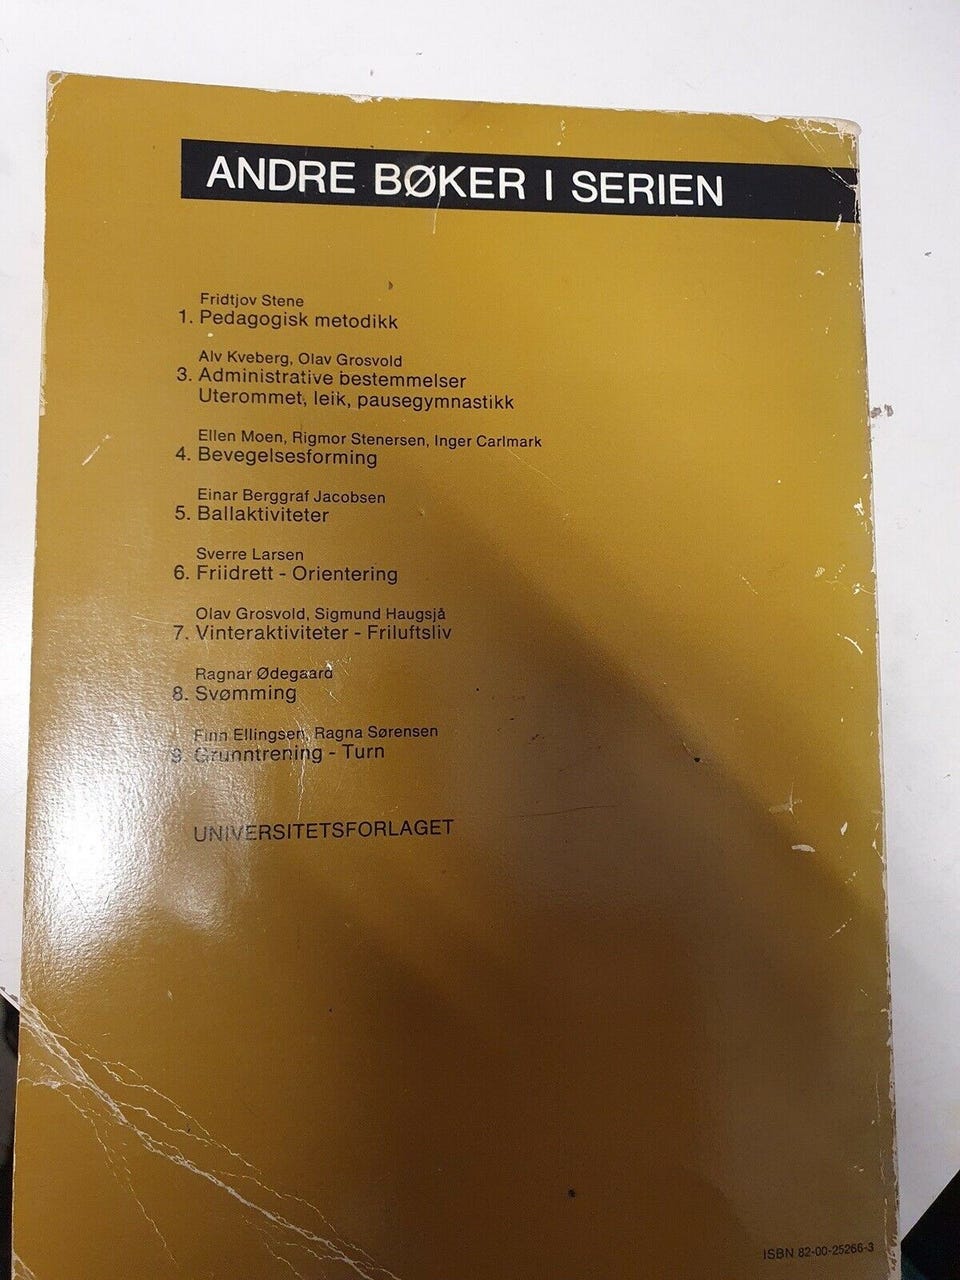 ANDRE BØKER I SERIEN
Fridtjov Stene
1. Pedagogisk metodikk
Alv Kveberg, Olav Grosvold
3. Administrative bestemmelser
Uterommet, leik, pausegymnastikk
Ellen Moen, Rigmor Stenersen, Inger Carlmark
4. Bevegelsesforming
Einar Berggraf Jacobsen
5. Ballaktiviteter
Sverre Larsen
6. Friidrett - Orientering
Olav Grosvold, Sigmund Haugsjå
7. Vinteraktiviteter - Friluftsliv
Ragnar Ødegaard
8. Svømming
Finn Ellingsen, Ragna Sørensen
9. Grunntrening - Turn
UNIVERSITETSFORLAGET
ISBN 82-00-25266-3